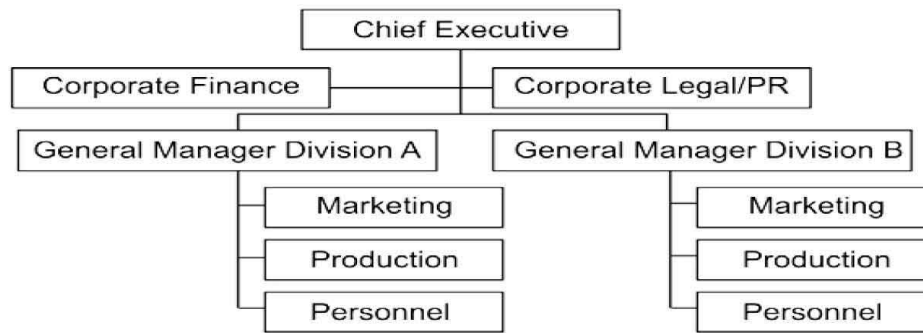 Chief Executive
Corporate Finance
Corporate Legal/PR
General Manager Division A
General Manager Division B
Marketing
Marketing
Production
Production
Personnel
Personnel